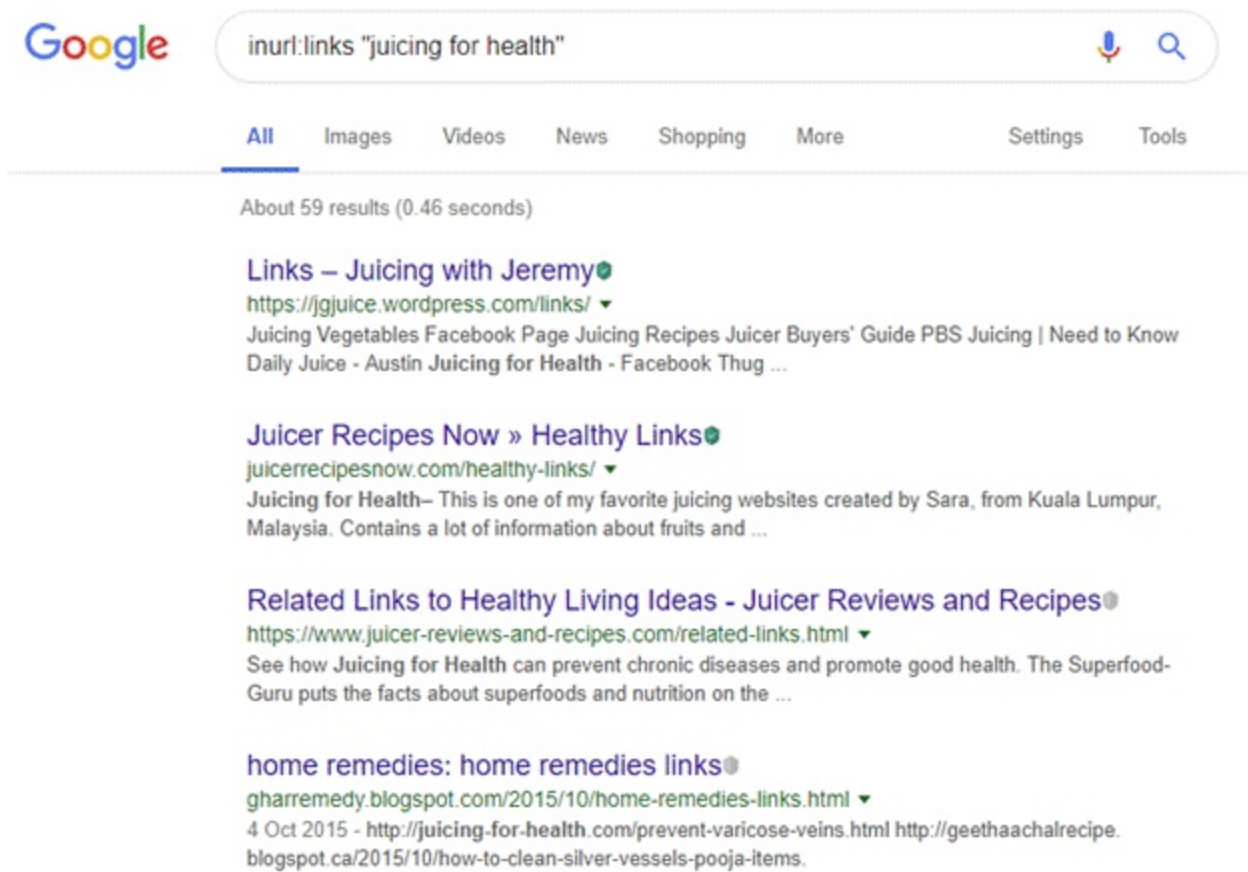 Google inurl:links "juicing for health"
All Images Videos News Shopping More Settings Tools
About 59 results (0.46 seconds)
Links – Juicing with Jeremy
https://jgjuice.wordpress.com/links/
Juicing Vegetables Facebook Page Juicing Recipes Juicer Buyers' Guide PBS Juicing | Need to Know
Daily Juice - Austin Juicing for Health - Facebook Thug ...
Juicer Recipes Now » Healthy Links
juicerrecipesnow.com/healthy-links/
Juicing for Health– This is one of my favorite juicing websites created by Sara, from Kuala Lumpur,
Malaysia. Contains a lot of information about fruits and ...
Related Links to Healthy Living Ideas - Juicer Reviews and Recipes
https://www.juicer-reviews-and-recipes.com/related-links.html
See how Juicing for Health can prevent chronic diseases and promote good health. The Superfood-
Guru puts the facts about superfoods and nutrition on the ...
home remedies: home remedies links
gharremedy.blogspot.com/2015/10/home-remedies-links.html
4 Oct 2015 - http://juicing-for-health.com/prevent-varicose-veins.html http://geethaachalrecipe.
blogspot.ca/2015/10/how-to-clean-silver-vessels-pooja-items.